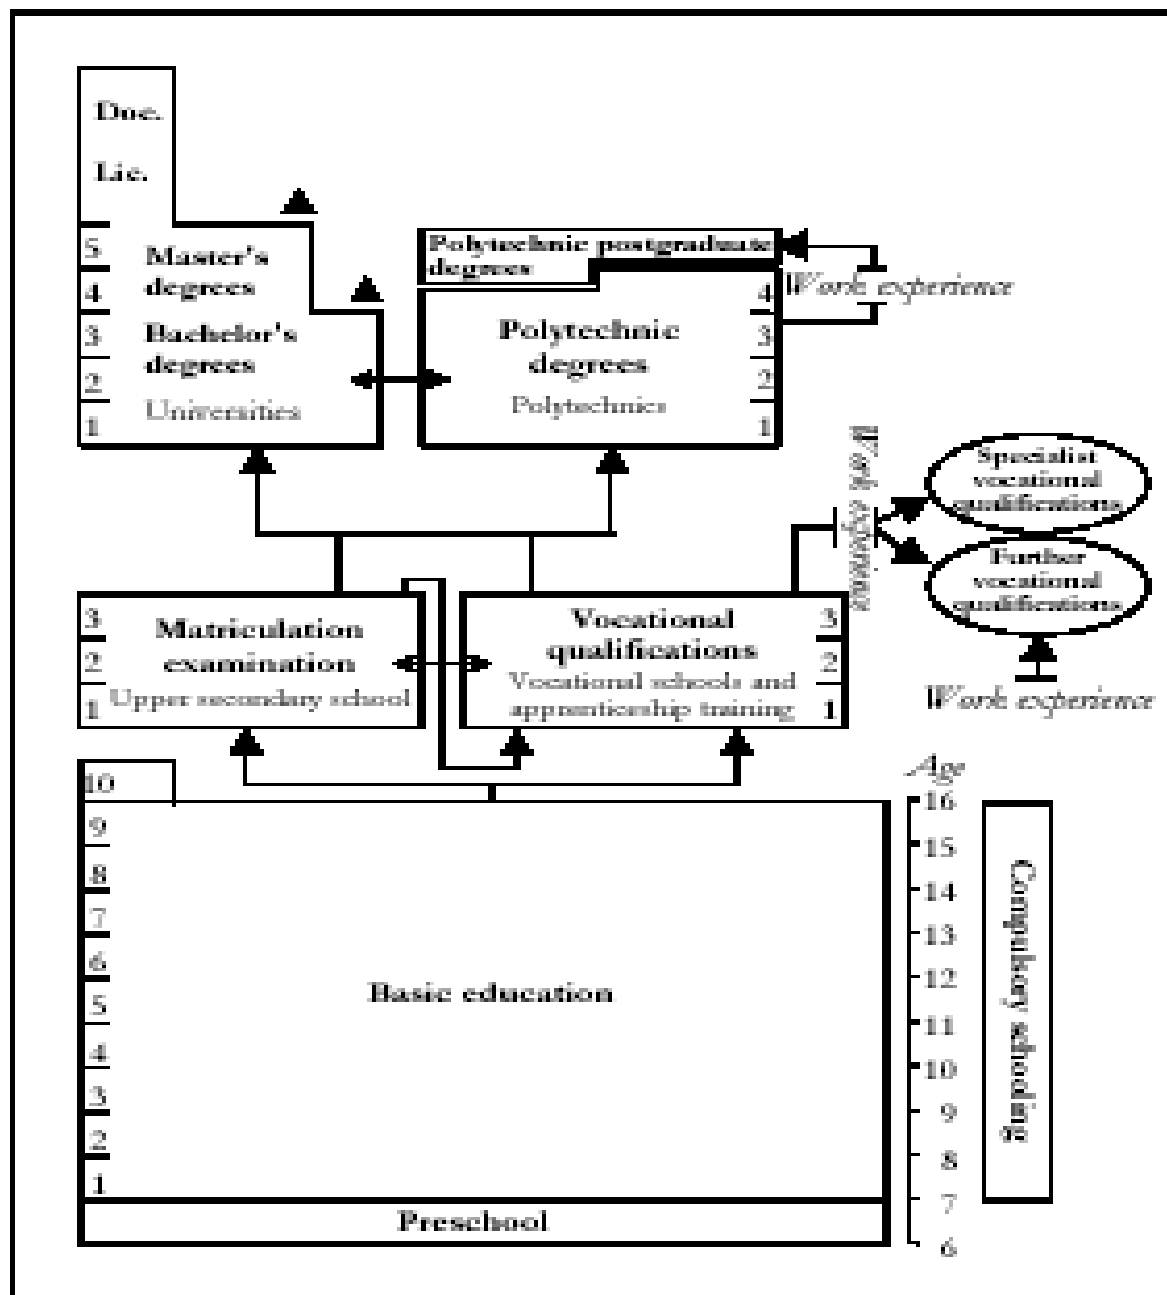 Doc.
Lic.
5
Master's
degrees
4
3
Bachelor's
degrees
2
Universities
1
Polytechnic postgraduate
degrees
4
Work experience
Polytechnic
degrees
3
2
Polytechnics
1
Work experience
Specialist
vocational
qualifications
Further
vocational
qualifications
Work experience
3
Matriculation
examination
2
Upper secondary school
1
Vocational
qualifications
3
2
Vocational schools and
apprenticeship training
1
10
9
8
7
6
5
4
3
2
1
Basic education
Preschool
Age
16
15
14
13
12
11
10
9
8
7
6
Compulsory schooling